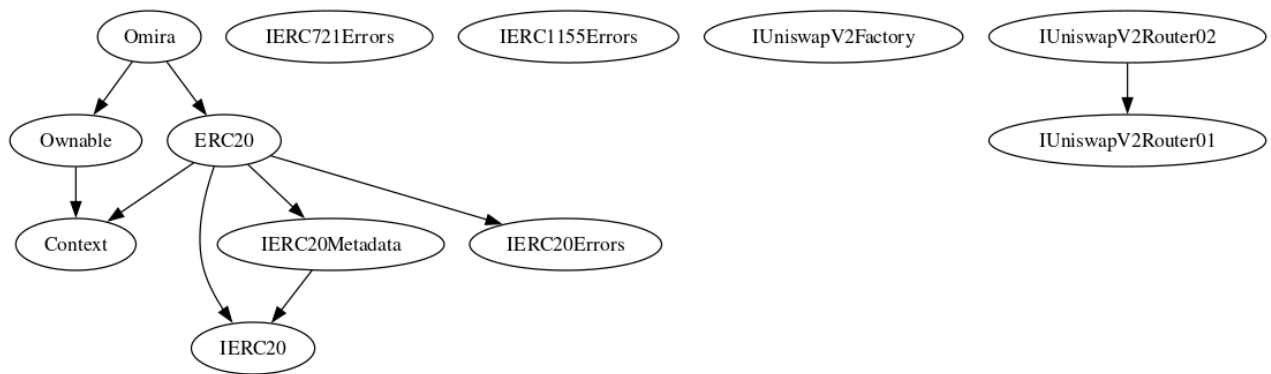 Omira
IERC721Errors
IERC1155Errors
IUniswapV2Factory
IUniswapV2Router02
Ownable
ERC20
IUniswapV2Router01
Context
IERC20Metadata
IERC20Errors
IERC20